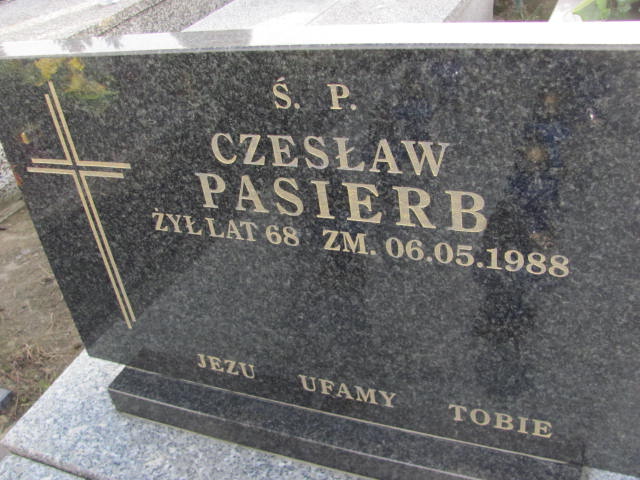 Ś. P.
CZESŁAW
PASIERB
ŻYŁ LAT 68 ZM. 06.05.1988
JEZU UFAMY TOBIE